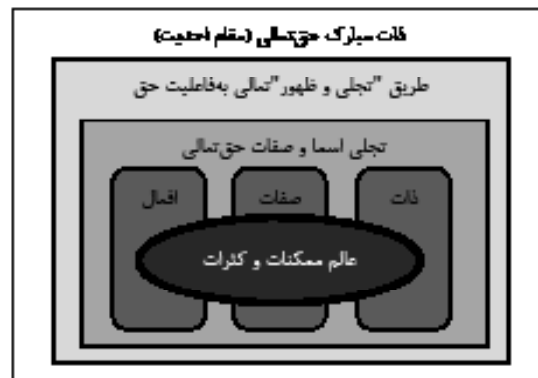 ذات مبارک حق‌تعالی (مقام احدیت)
طریق "تجلی و ظهور"تعالی به‌فاعلیت حق
تجلی اسما و صفات حق‌تعالی
ذات
صفات
افعال
عالم ممکنات و کثرات